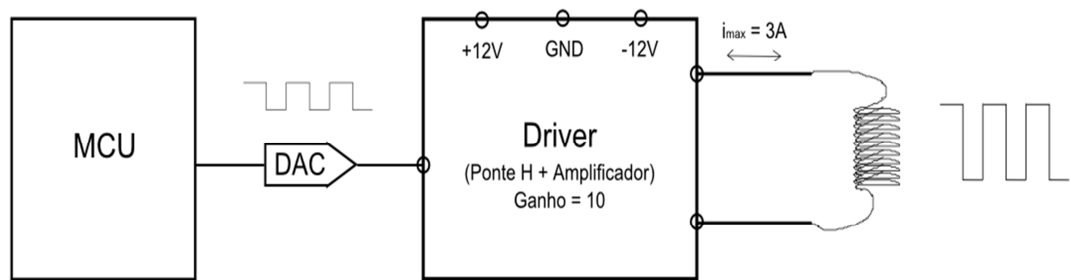 MCU
DAC
+12V
GND
-12V
Driver
(Ponte H + Amplificador)
Ganho = 10
imax = 3A